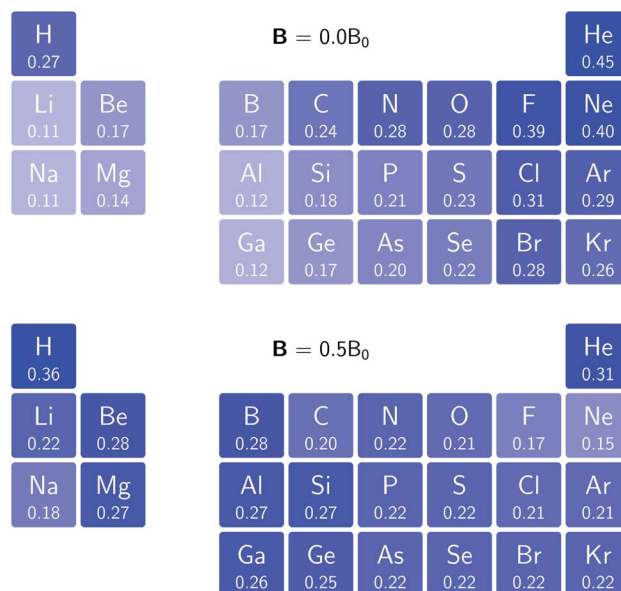 H B = 0.0B₀ He
0.27 0.45
Li Be B C N O F Ne
0.11 0.17 0.17 0.24 0.28 0.28 0.39 0.40
Na Mg Al Si P S Cl Ar
0.11 0.14 0.12 0.18 0.21 0.23 0.31 0.29
Ga Ge As Se Br Kr
0.12 0.17 0.20 0.22 0.28 0.26
H B = 0.5B₀ He
0.36 0.31
Li Be B C N O F Ne
0.22 0.28 0.28 0.20 0.22 0.21 0.17 0.15
Na Mg Al Si P S Cl Ar
0.18 0.27 0.27 0.27 0.22 0.22 0.21 0.21
Ga Ge As Se Br Kr
0.26 0.25 0.22 0.22 0.22 0.22